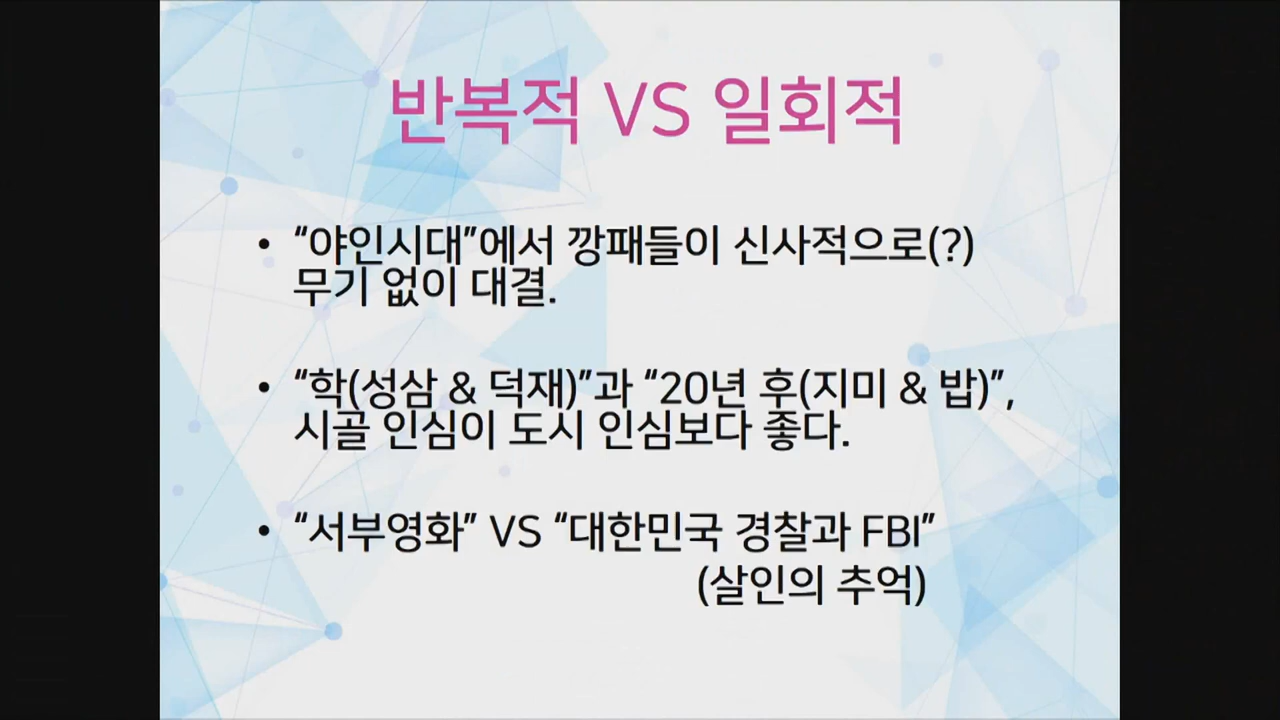 반복적 VS 일회적
• “야인시대”에서 깡패들이 신사적으로(?)
무기 없이 대결.
• “학(성삼 & 덕재)”과 “20년 후(지미 & 밥)”,
시골 인심이 도시 인심보다 좋다.
• “서부영화” VS “대한민국 경찰과 FBI”
(살인의 추억)